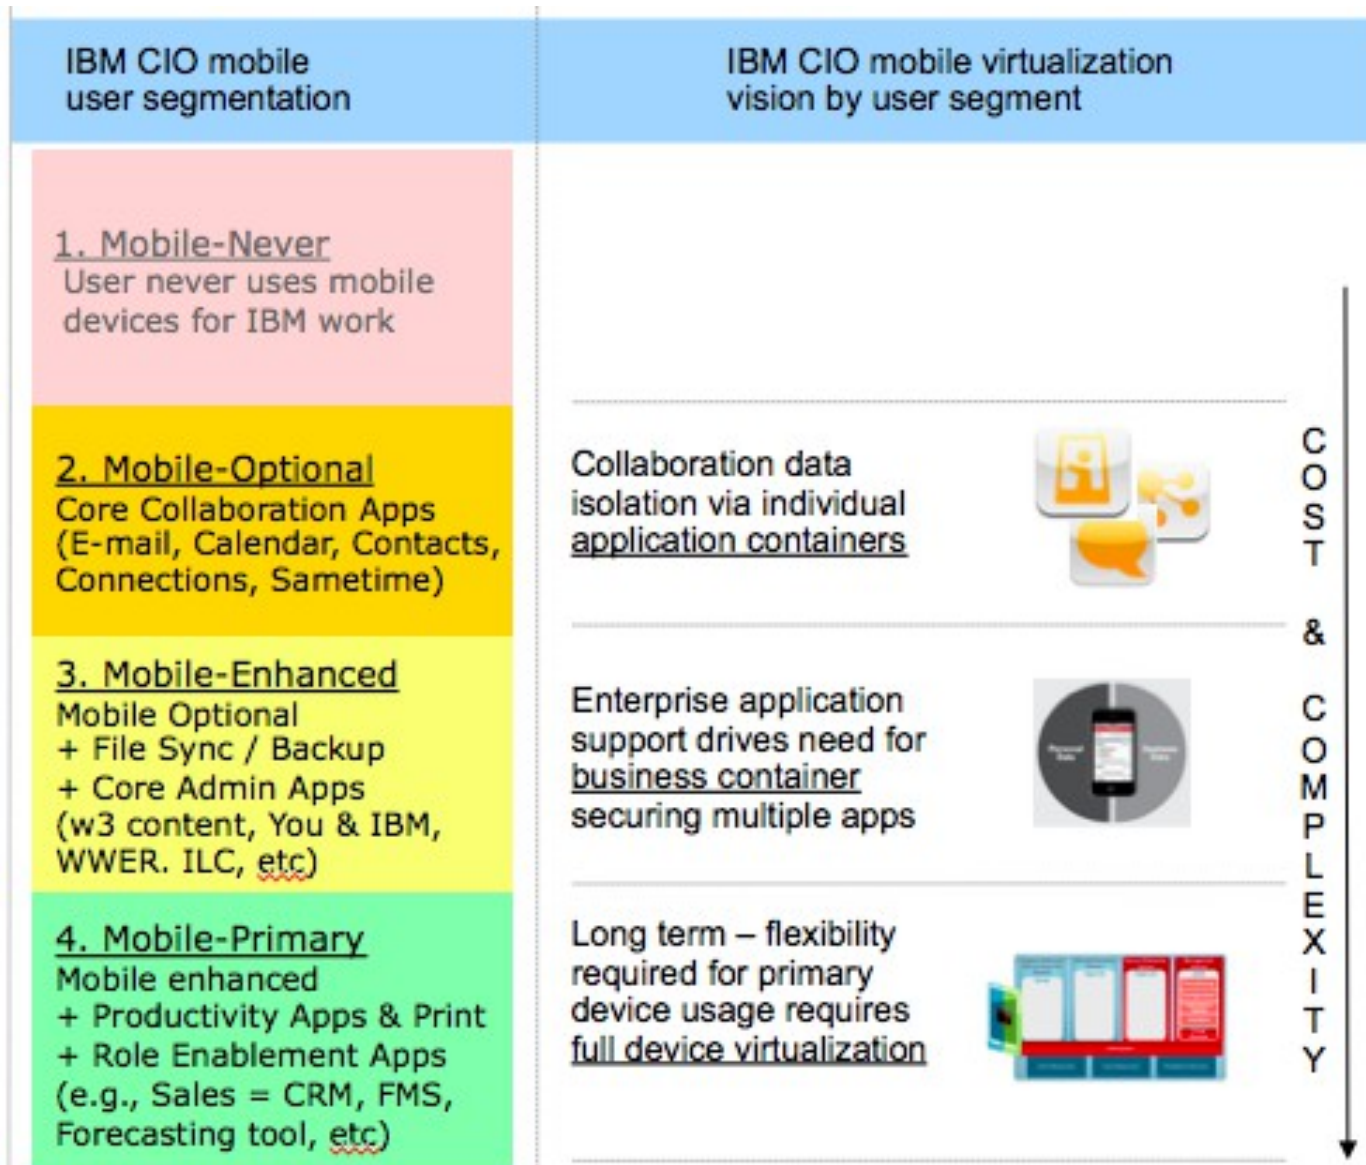 IBM CIO mobile
user segmentation
IBM CIO mobile virtualization
vision by user segment
1. Mobile-Never
User never uses mobile
devices for IBM work
2. Mobile-Optional
Core Collaboration Apps
(E-mail, Calendar, Contacts,
Connections, Sametime)
Collaboration data
isolation via individual
application containers
3. Mobile-Enhanced
Mobile Optional
+ File Sync / Backup
+ Core Admin Apps
(w3 content, You & IBM,
WWER. ILC, etc)
Enterprise application
support drives need for
business container
securing multiple apps
Personal
Data
Data
4. Mobile-Primary
Mobile enhanced
+ Productivity Apps & Print
+ Role Enablement Apps
(e.g., Sales = CRM, FMS,
Forecasting tool, etc)
Long term – flexibility
required for primary
device usage requires
full device virtualization
COST & COMPLEXITY